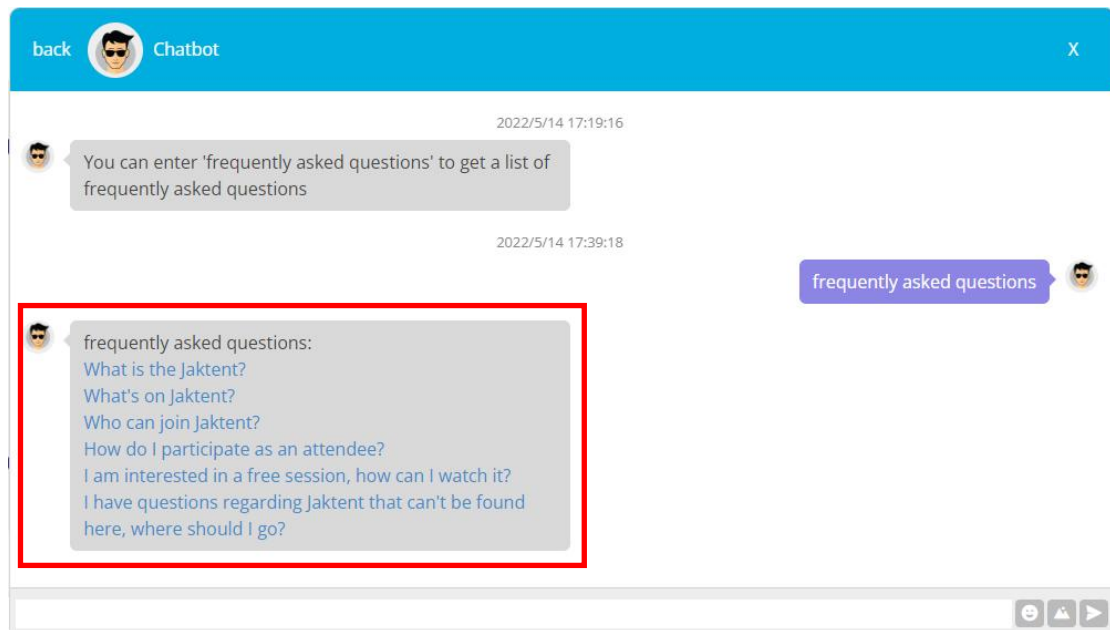 back
Chatbot
X
2022/5/14 17:19:16
You can enter 'frequently asked questions' to get a list of
frequently asked questions
2022/5/14 17:39:18
frequently asked questions
frequently asked questions:
What is the Jaktent?
What's on Jaktent?
Who can join Jaktent?
How do I participate as an attendee?
I am interested in a free session, how can I watch it?
I have questions regarding Jaktent that can't be found
here, where should I go?